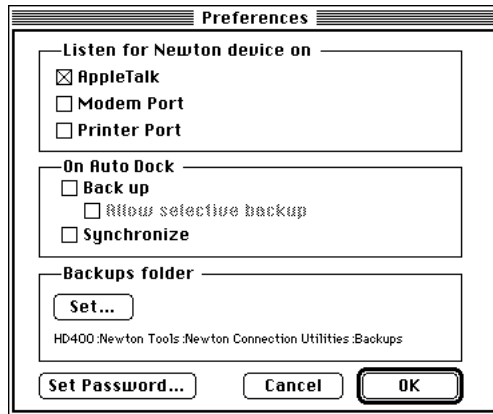 Preferences
Listen for Newton device on
AppleTalk
Modem Port
Printer Port
On Auto Dock
Back up
Allow selective backup
Synchronize
Backups folder
Set...
HD400:Newton Tools:Newton Connection Utilities:Backups
Set Password... Cancel OK